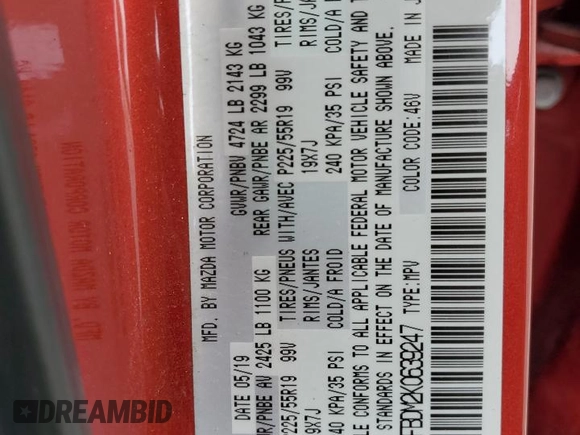 MFD. BY MAZDA MOTOR CORPORATION
DATE 05/19 GVWR/PNBV 4724 LB 2143 KG
GAWR/PNBE AV 2425 LB 1100 KG REAR GAWR/PNBE AR 2299 LB 1043 KG
TIRES/PNEUS WITH/AVEC P225/55R19 99V TIRES/
P225/55R19 99V RIMS/JANTES 19X7J
19X7J COLD/A FROID 240 KPA/35 PSI COLD/A
240 KPA/35 PSI
CONFORMS TO ALL APPLICABLE FEDERAL MOTOR VEHICLE SAFETY AND
STANDARDS IN EFFECT ON THE DATE OF MANUFACTURE SHOWN ABOVE.
FBDM2K0639247 TYPE:MPV COLOR CODE: 46V MADE IN J
DREAMBID